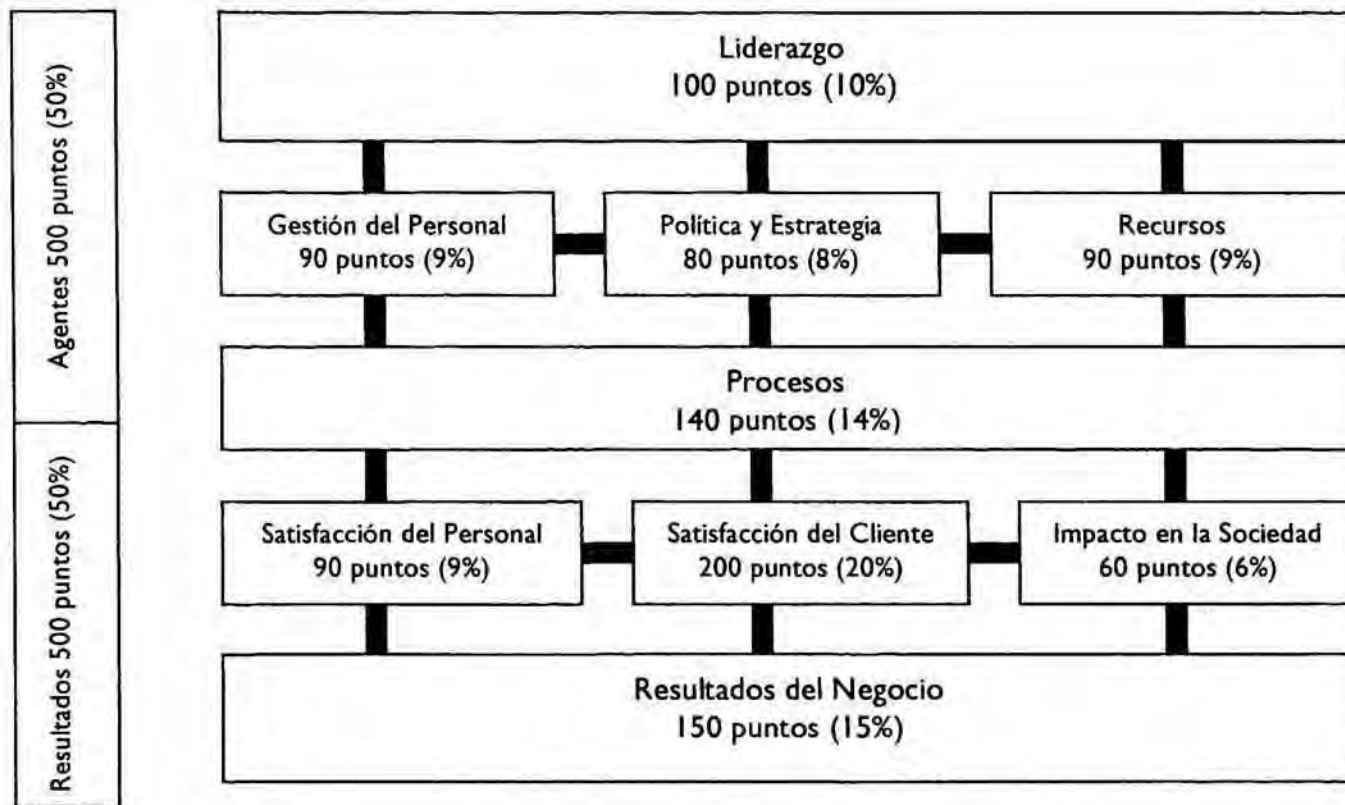 Agentes 500 puntos (50%)
Resultados 500 puntos (50%)
Liderazgo
100 puntos (10%)
Gestión del Personal
90 puntos (9%)
Política y Estrategia
80 puntos (8%)
Recursos
90 puntos (9%)
Procesos
140 puntos (14%)
Satisfacción del Personal
90 puntos (9%)
Satisfacción del Cliente
200 puntos (20%)
Impacto en la Sociedad
60 puntos (6%)
Resultados del Negocio
150 puntos (15%)